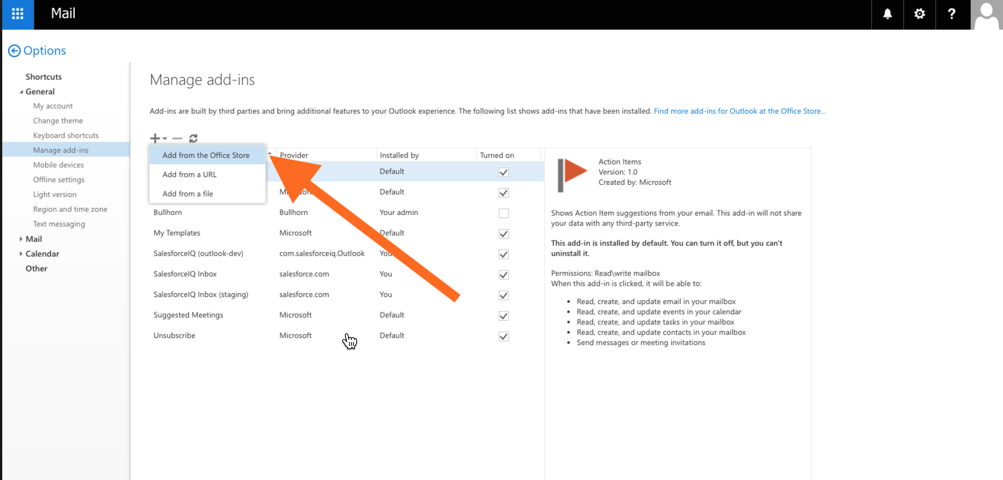 Mail
?
Options
Shortcuts
General
My account
Change theme
Keyboard shortcuts
Manage add-ins
Mobile devices
Offline settings
Light version
Region and time zone
Text messaging
Mail
Calendar
Other
Manage add-ins
Add-ins are built by third parties and bring additional features to your Outlook experience. The following list shows add-ins that have been installed. Find more add-ins for Outlook at the Office Store...
Add from the Office Store
Add from a URL
Add from a file
Provider Installed by Turned on
Default
Default
Bullhorn Bullhorn Your admin
My Templates Microsoft Default
SalesforceIQ (outlook-dev) com.salesforceiq.Outlook
SalesforceIQ Inbox salesforce.com You
SalesforceIQ Inbox (staging) salesforce.com You
Suggested Meetings Microsoft Default
Unsubscribe Microsoft Default
Action Items
Version: 1.0
Created by: Microsoft
Shows Action Item suggestions from your email. This add-in will not share
your data with any third-party service.
This add-in is installed by default. You can turn it off, but you can't
uninstall it.
Permissions: Read\write mailbox
When this add-in is clicked, it will be able to:
• Read, create, and update email in your mailbox
• Read, create, and update events in your calendar
• Read, create, and update tasks in your mailbox
• Read, create, and update contacts in your mailbox
• Send messages or meeting invitations